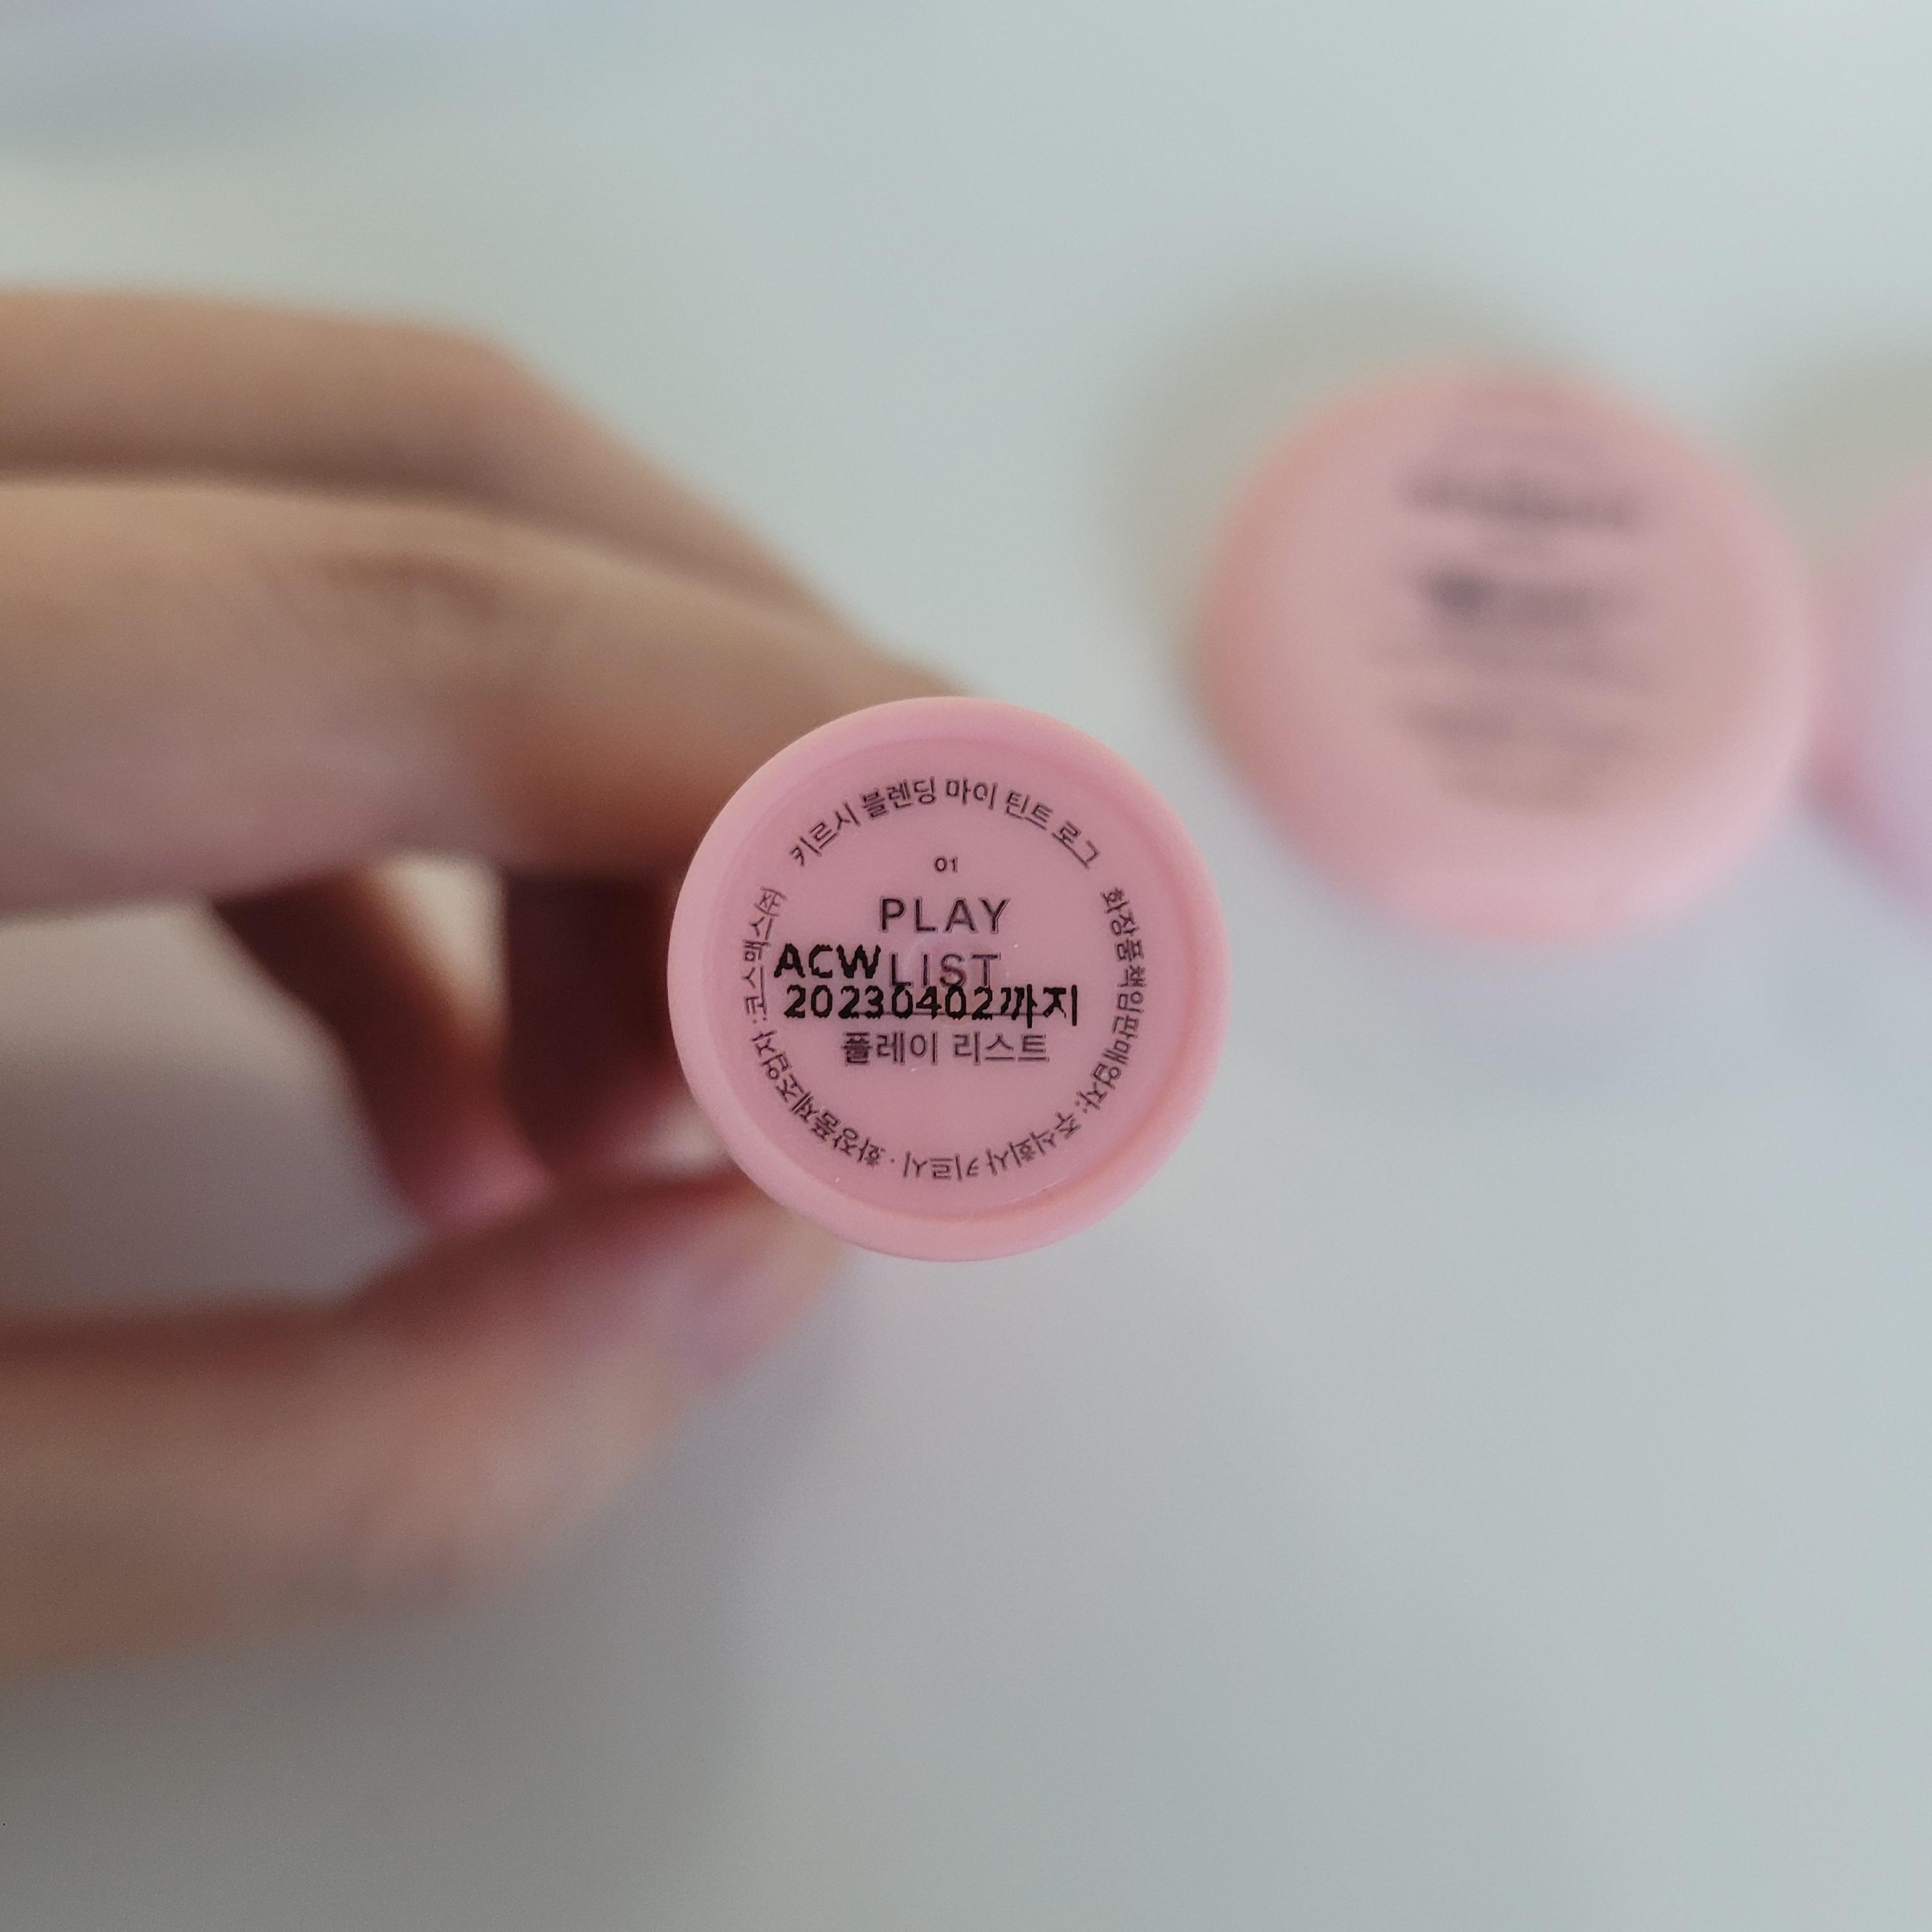 키르시 블렌딩 마이 틴트 로그
01
PLAY
LIST
ACW
20230402까지
플레이 리스트
화장품책임판매업자: 주식회사 키르시 · 화장품제조업자: 코스맥스㈜